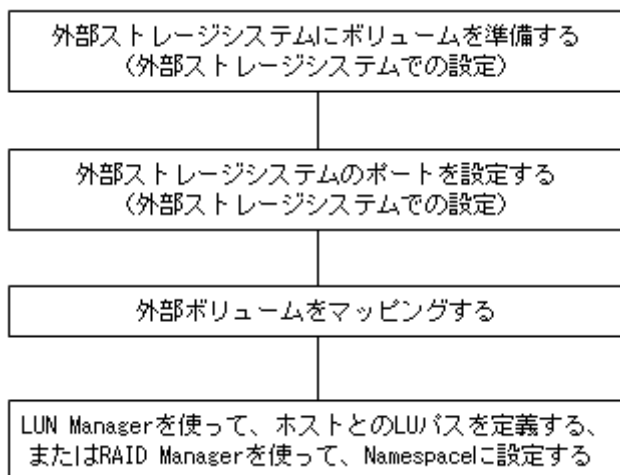 外部ストレージシステムにボリュームを準備する
(外部ストレージシステムでの設定)
外部ストレージシステムのポートを設定する
(外部ストレージシステムでの設定)
外部ボリュームをマッピングする
LUN Managerを使って、ホストとのLUパスを定義する、
またはRAID Managerを使って、Namespaceに設定する